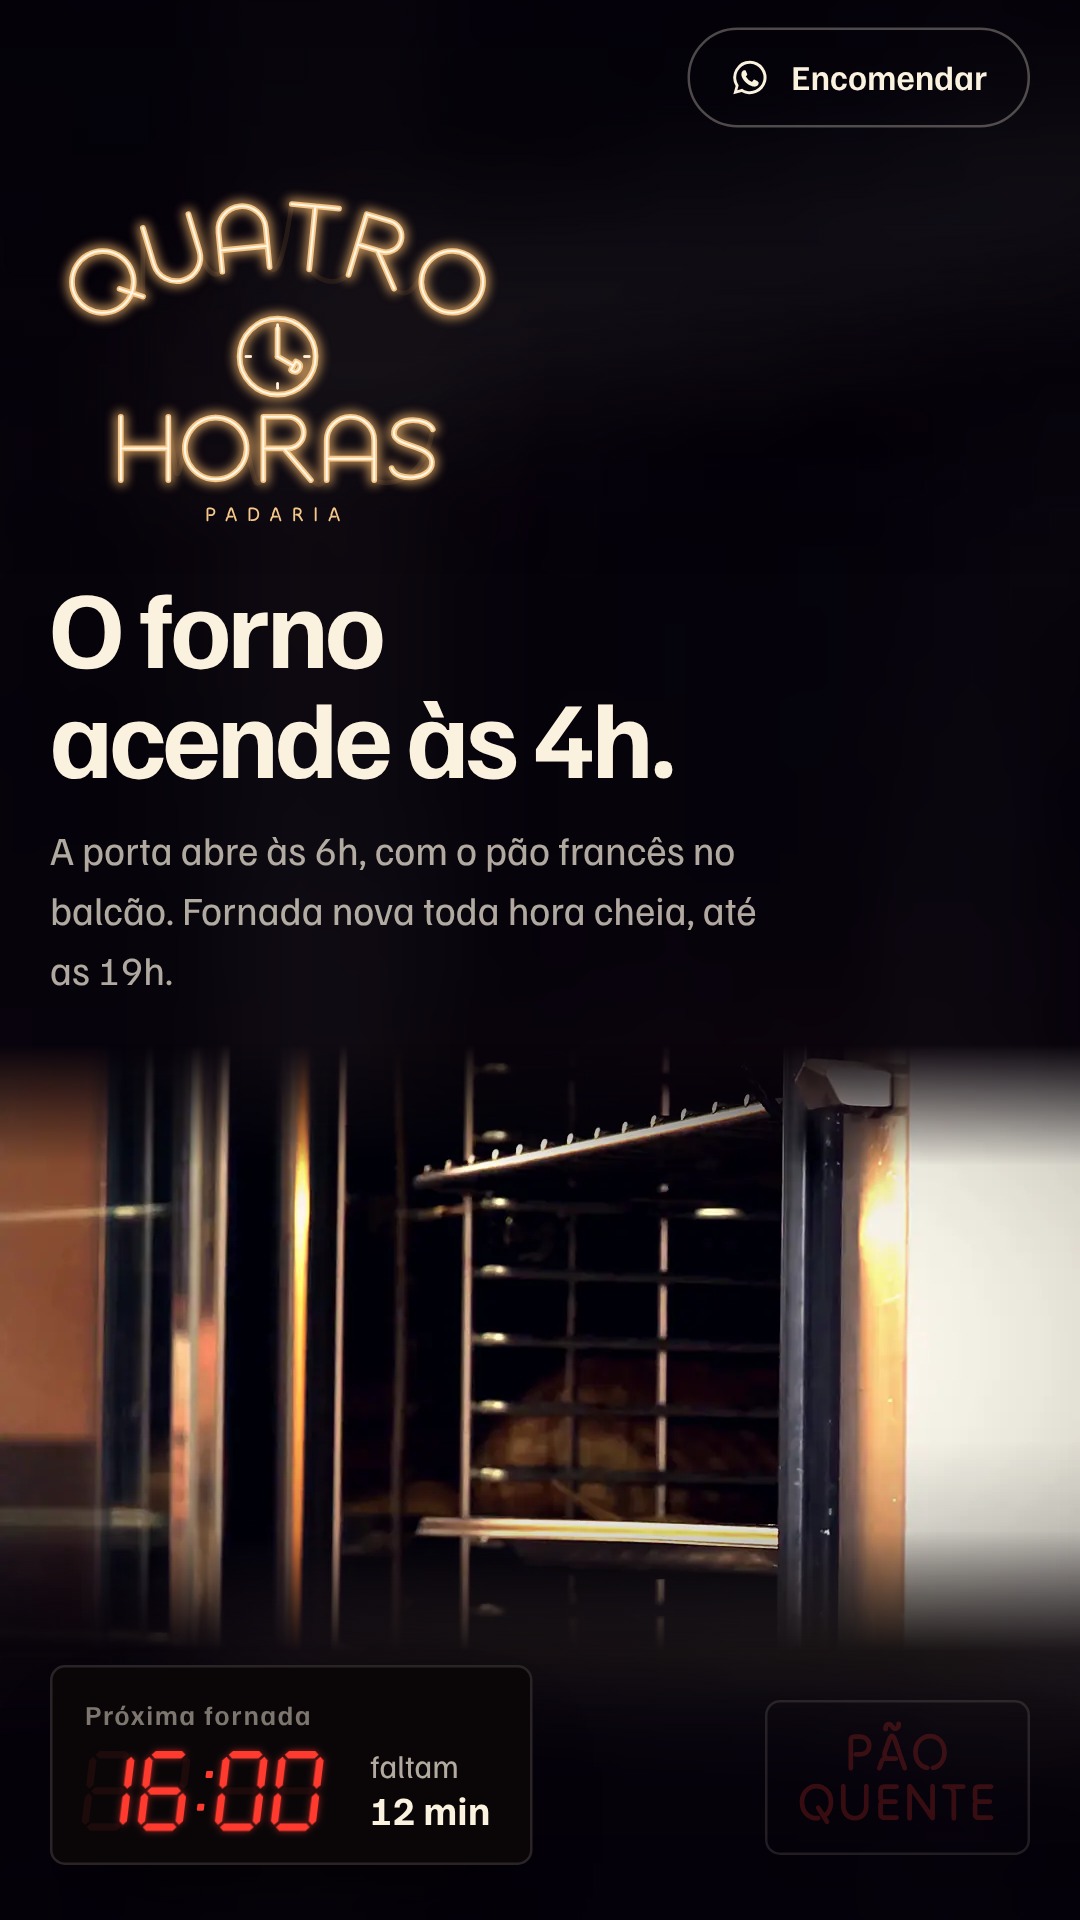 Encomendar
QUATRO
HORAS
PADARIA
O forno
acende às 4h.
A porta abre às 6h, com o pão francês no
balcão. Fornada nova toda hora cheia, até
as 19h.
Próxima fornada
16:00
faltam
12 min
PÃO
QUENTE